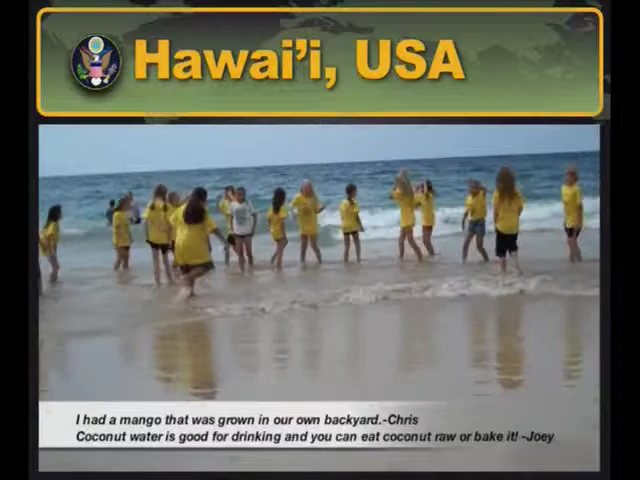 Hawai'i, USA
I had a mango that was grown in our own backyard.-Chris
Coconut water is good for drinking and you can eat coconut raw or bake it! -Joey